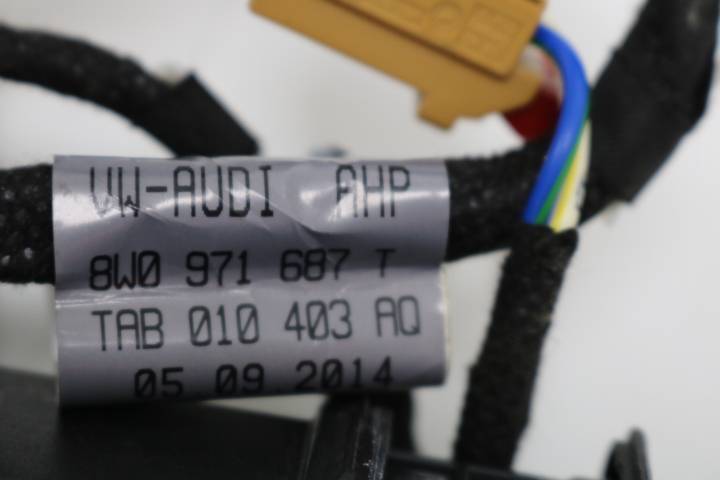 VW-AUDI AHP
8W0 971 687 T
TAB 010 403 AQ
05 09 2014